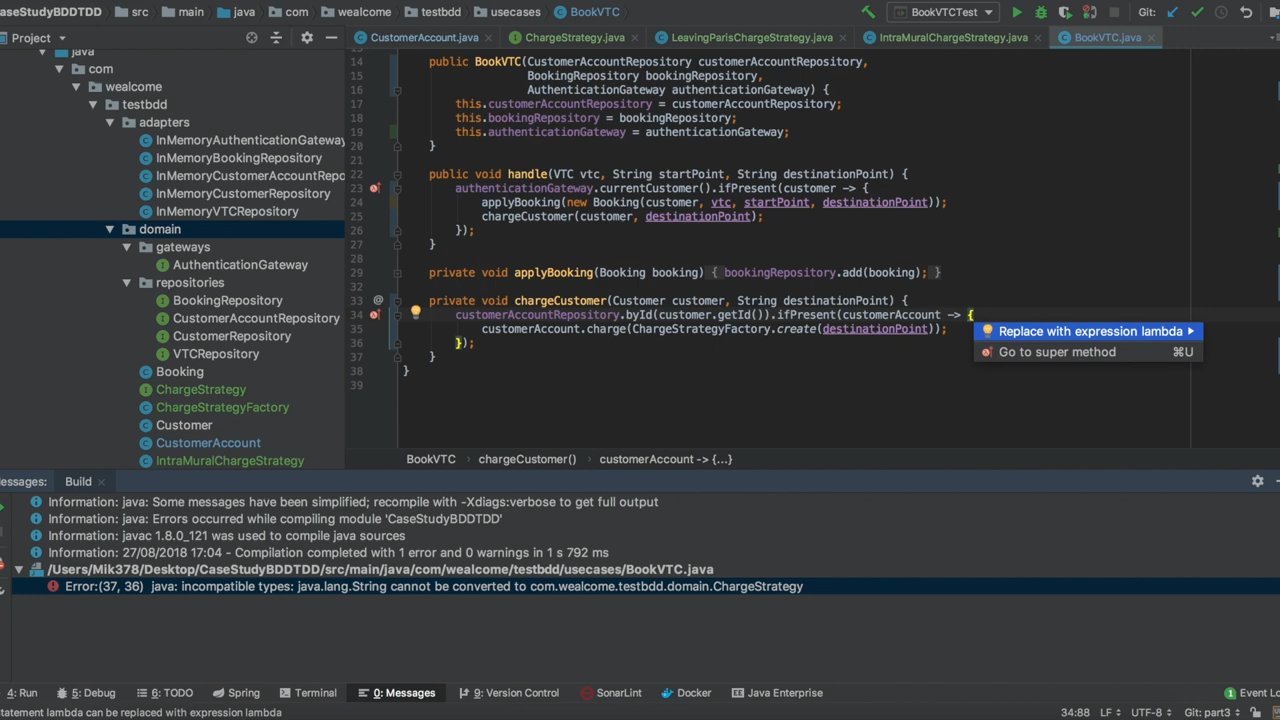 CaseStudyBDDTDD src main java com wealcome testbdd usecases BookVTC BookVTCTest Git:
Project CustomerAccount.java ChargeStrategy.java LeavingParisChargeStrategy.java IntraMuralChargeStrategy.java BookVTC.java
java
com
wealcome
testbdd
adapters
InMemoryAuthenticationGateway
InMemoryBookingRepository
InMemoryCustomerAccountRepo
InMemoryCustomerRepository
InMemoryVTCRepository
domain
gateways
AuthenticationGateway
repositories
BookingRepository
CustomerAccountRepository
CustomerRepository
VTCRepository
Booking
ChargeStrategy
ChargeStrategyFactory
Customer
CustomerAccount
IntraMuralChargeStrategy
14 public BookVTC(CustomerAccountRepository customerAccountRepository,
15 BookingRepository bookingRepository,
16 AuthenticationGateway authenticationGateway) {
17 this.customerAccountRepository = customerAccountRepository;
18 this.bookingRepository = bookingRepository;
19 this.authenticationGateway = authenticationGateway;
20 }
21
22 public void handle(VTC vtc, String startPoint, String destinationPoint) {
23 authenticationGateway.currentCustomer().ifPresent(customer -> {
24 applyBooking(new Booking(customer, vtc, startPoint, destinationPoint));
25 chargeCustomer(customer, destinationPoint);
26 });
27 }
28
29 private void applyBooking(Booking booking) { bookingRepository.add(booking); }
32
33 @ private void chargeCustomer(Customer customer, String destinationPoint) {
34 customerAccountRepository.byId(customer.getId()).ifPresent(customerAccount -> {
35 customerAccount.charge(ChargeStrategyFactory.create(destinationPoint));
36 });
37 }
38 }
39
Replace with expression lambda
Go to super method ⌘U
BookVTC chargeCustomer() customerAccount -> {...}
essages: Build
Information: java: Some messages have been simplified; recompile with -Xdiags:verbose to get full output
Information: java: Errors occurred while compiling module 'CaseStudyBDDTDD'
Information: javac 1.8.0_121 was used to compile java sources
Information: 27/08/2018 17:04 - Compilation completed with 1 error and 0 warnings in 1 s 792 ms
/Users/Mik378/Desktop/CaseStudyBDDTDD/src/main/java/com/wealcome/testbdd/usecases/BookVTC.java
Error:(37, 36) java: incompatible types: java.lang.String cannot be converted to com.wealcome.testbdd.domain.ChargeStrategy
4: Run 5: Debug 6: TODO Spring Terminal 0: Messages 9: Version Control SonarLint Docker Java Enterprise 1 Event Lo
tatement lambda can be replaced with expression lambda 34:88 LF UTF-8 Git: part3